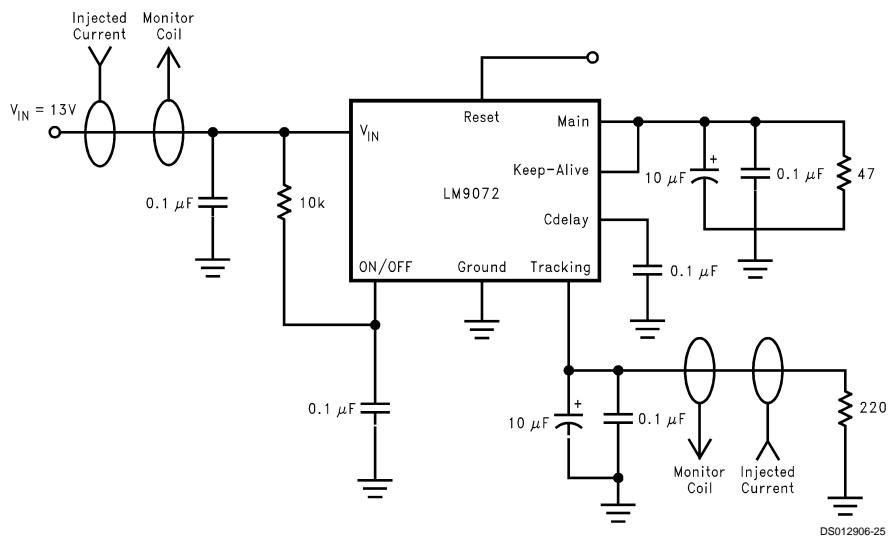 Injected
Current
Monitor
Coil
V_IN = 13V
V_IN
Reset
Main
Keep-Alive
LM9072
Cdelay
ON/OFF
Ground
Tracking
0.1 μF
10k
10 μF
+
0.1 μF
47
0.1 μF
0.1 μF
10 μF
+
0.1 μF
220
Monitor
Coil
Injected
Current
DS012906-25